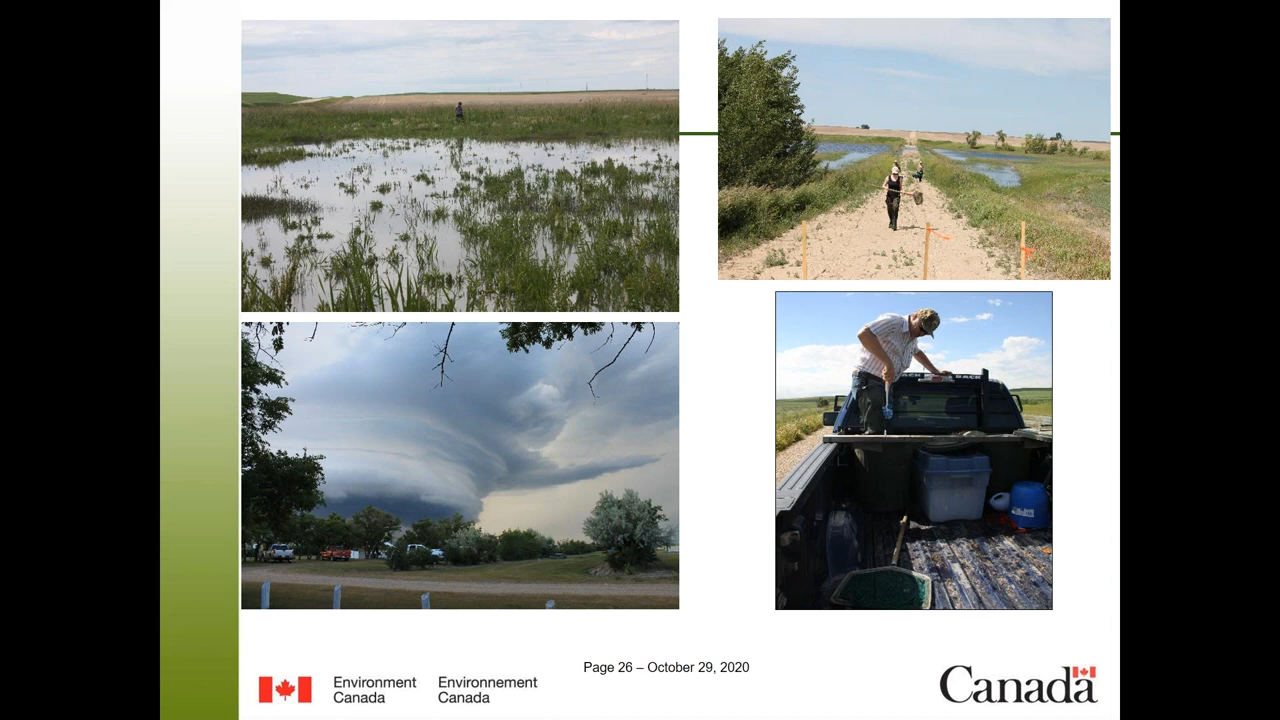 Page 26 – October 29, 2020
Environment
Canada
Environnement
Canada
Canada